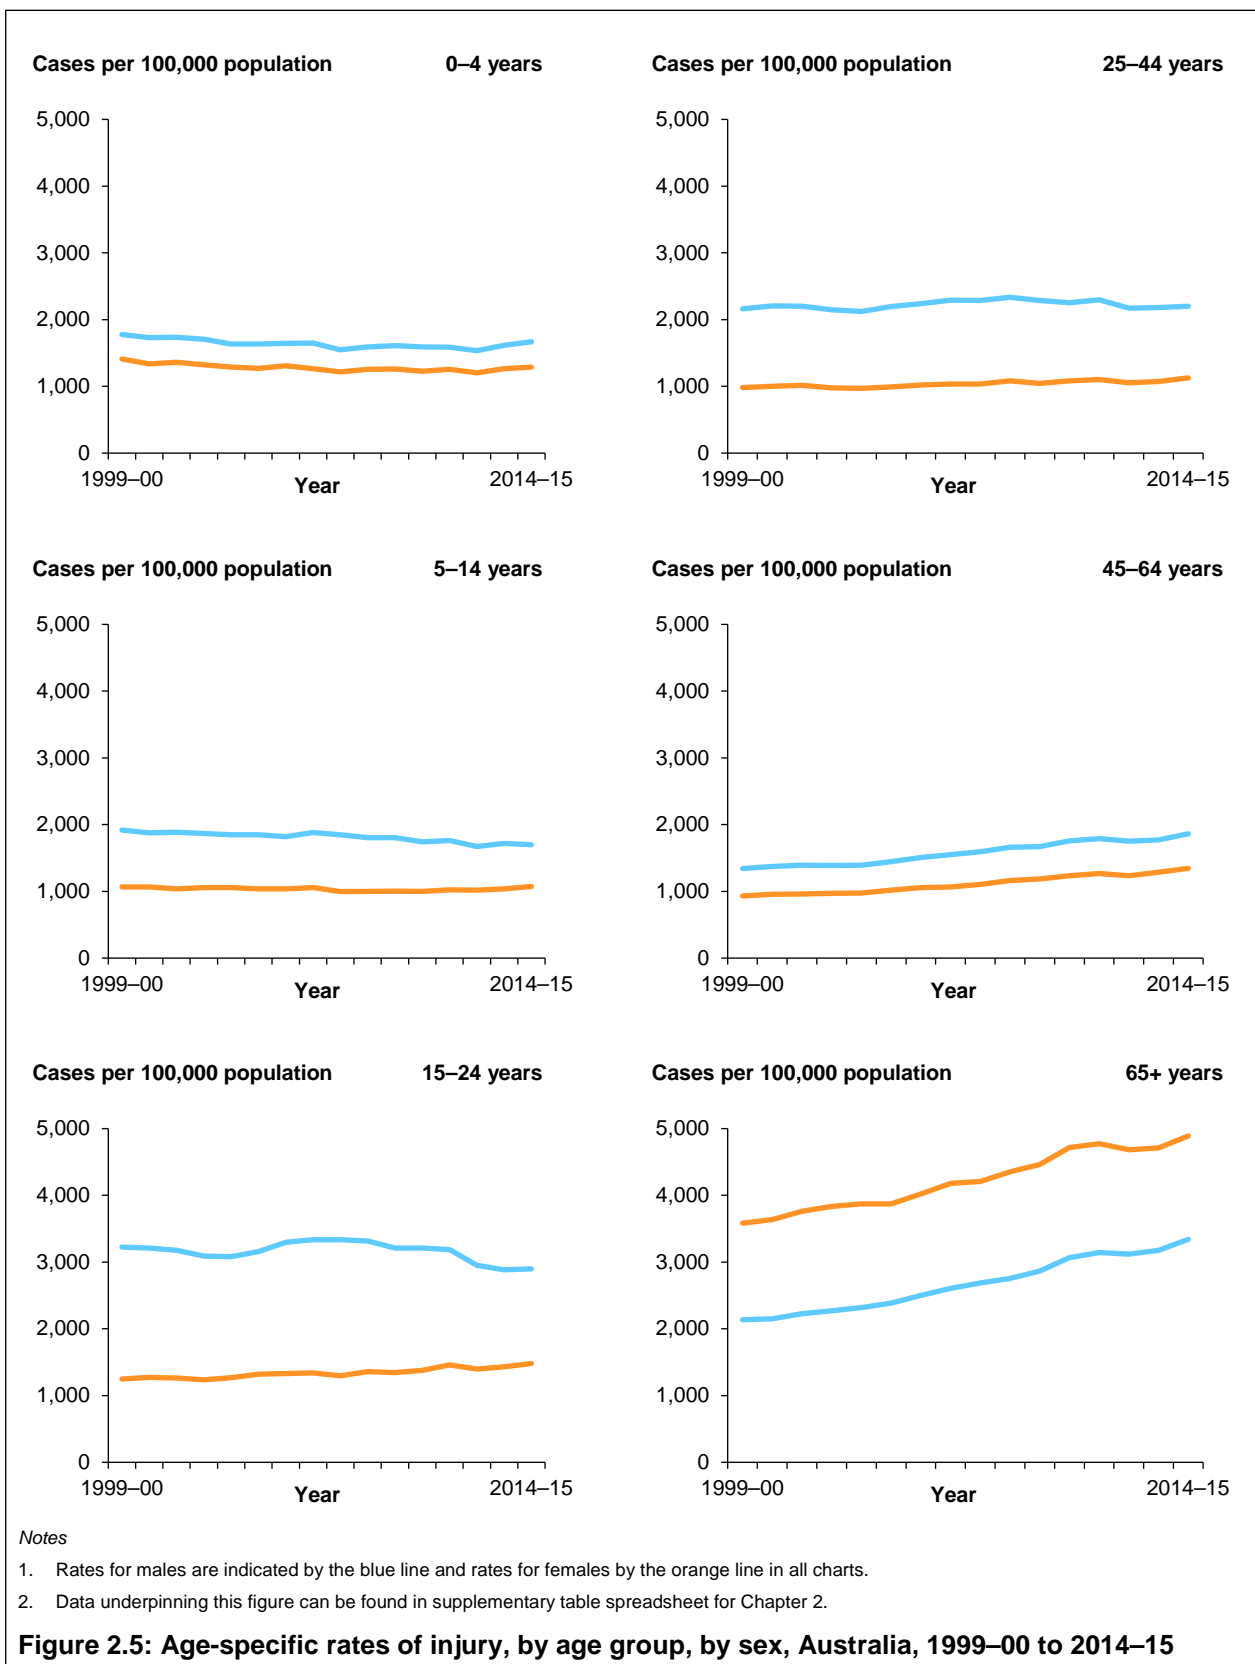 Cases per 100,000 population 0–4 years
5,000
4,000
3,000
2,000
1,000
0
1999–00 Year 2014–15
Cases per 100,000 population 25–44 years
5,000
4,000
3,000
2,000
1,000
0
1999–00 Year 2014–15
Cases per 100,000 population 5–14 years
5,000
4,000
3,000
2,000
1,000
0
1999–00 Year 2014–15
Cases per 100,000 population 45–64 years
5,000
4,000
3,000
2,000
1,000
0
1999–00 Year 2014–15
Cases per 100,000 population 15–24 years
5,000
4,000
3,000
2,000
1,000
0
1999–00 Year 2014–15
Cases per 100,000 population 65+ years
5,000
4,000
3,000
2,000
1,000
0
1999–00 Year 2014–15
Notes
1. Rates for males are indicated by the blue line and rates for females by the orange line in all charts.
2. Data underpinning this figure can be found in supplementary table spreadsheet for Chapter 2.
Figure 2.5: Age-specific rates of injury, by age group, by sex, Australia, 1999–00 to 2014–15